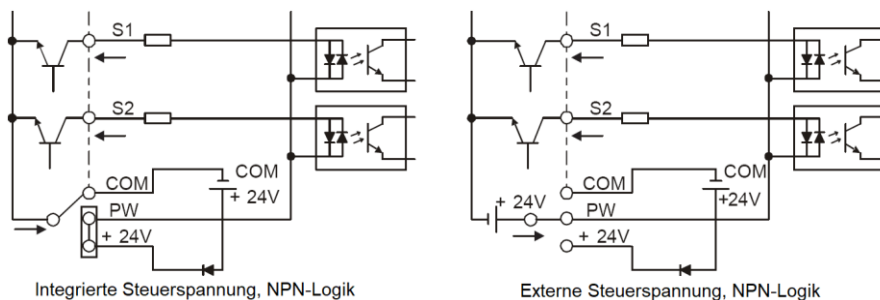 S1
S2
COM
COM
+ 24V
PW
+ 24V
Integrierte Steuerspannung, NPN-Logik
S1
S2
COM
COM
+ 24V
+24V
PW
+ 24V
Externe Steuerspannung, NPN-Logik